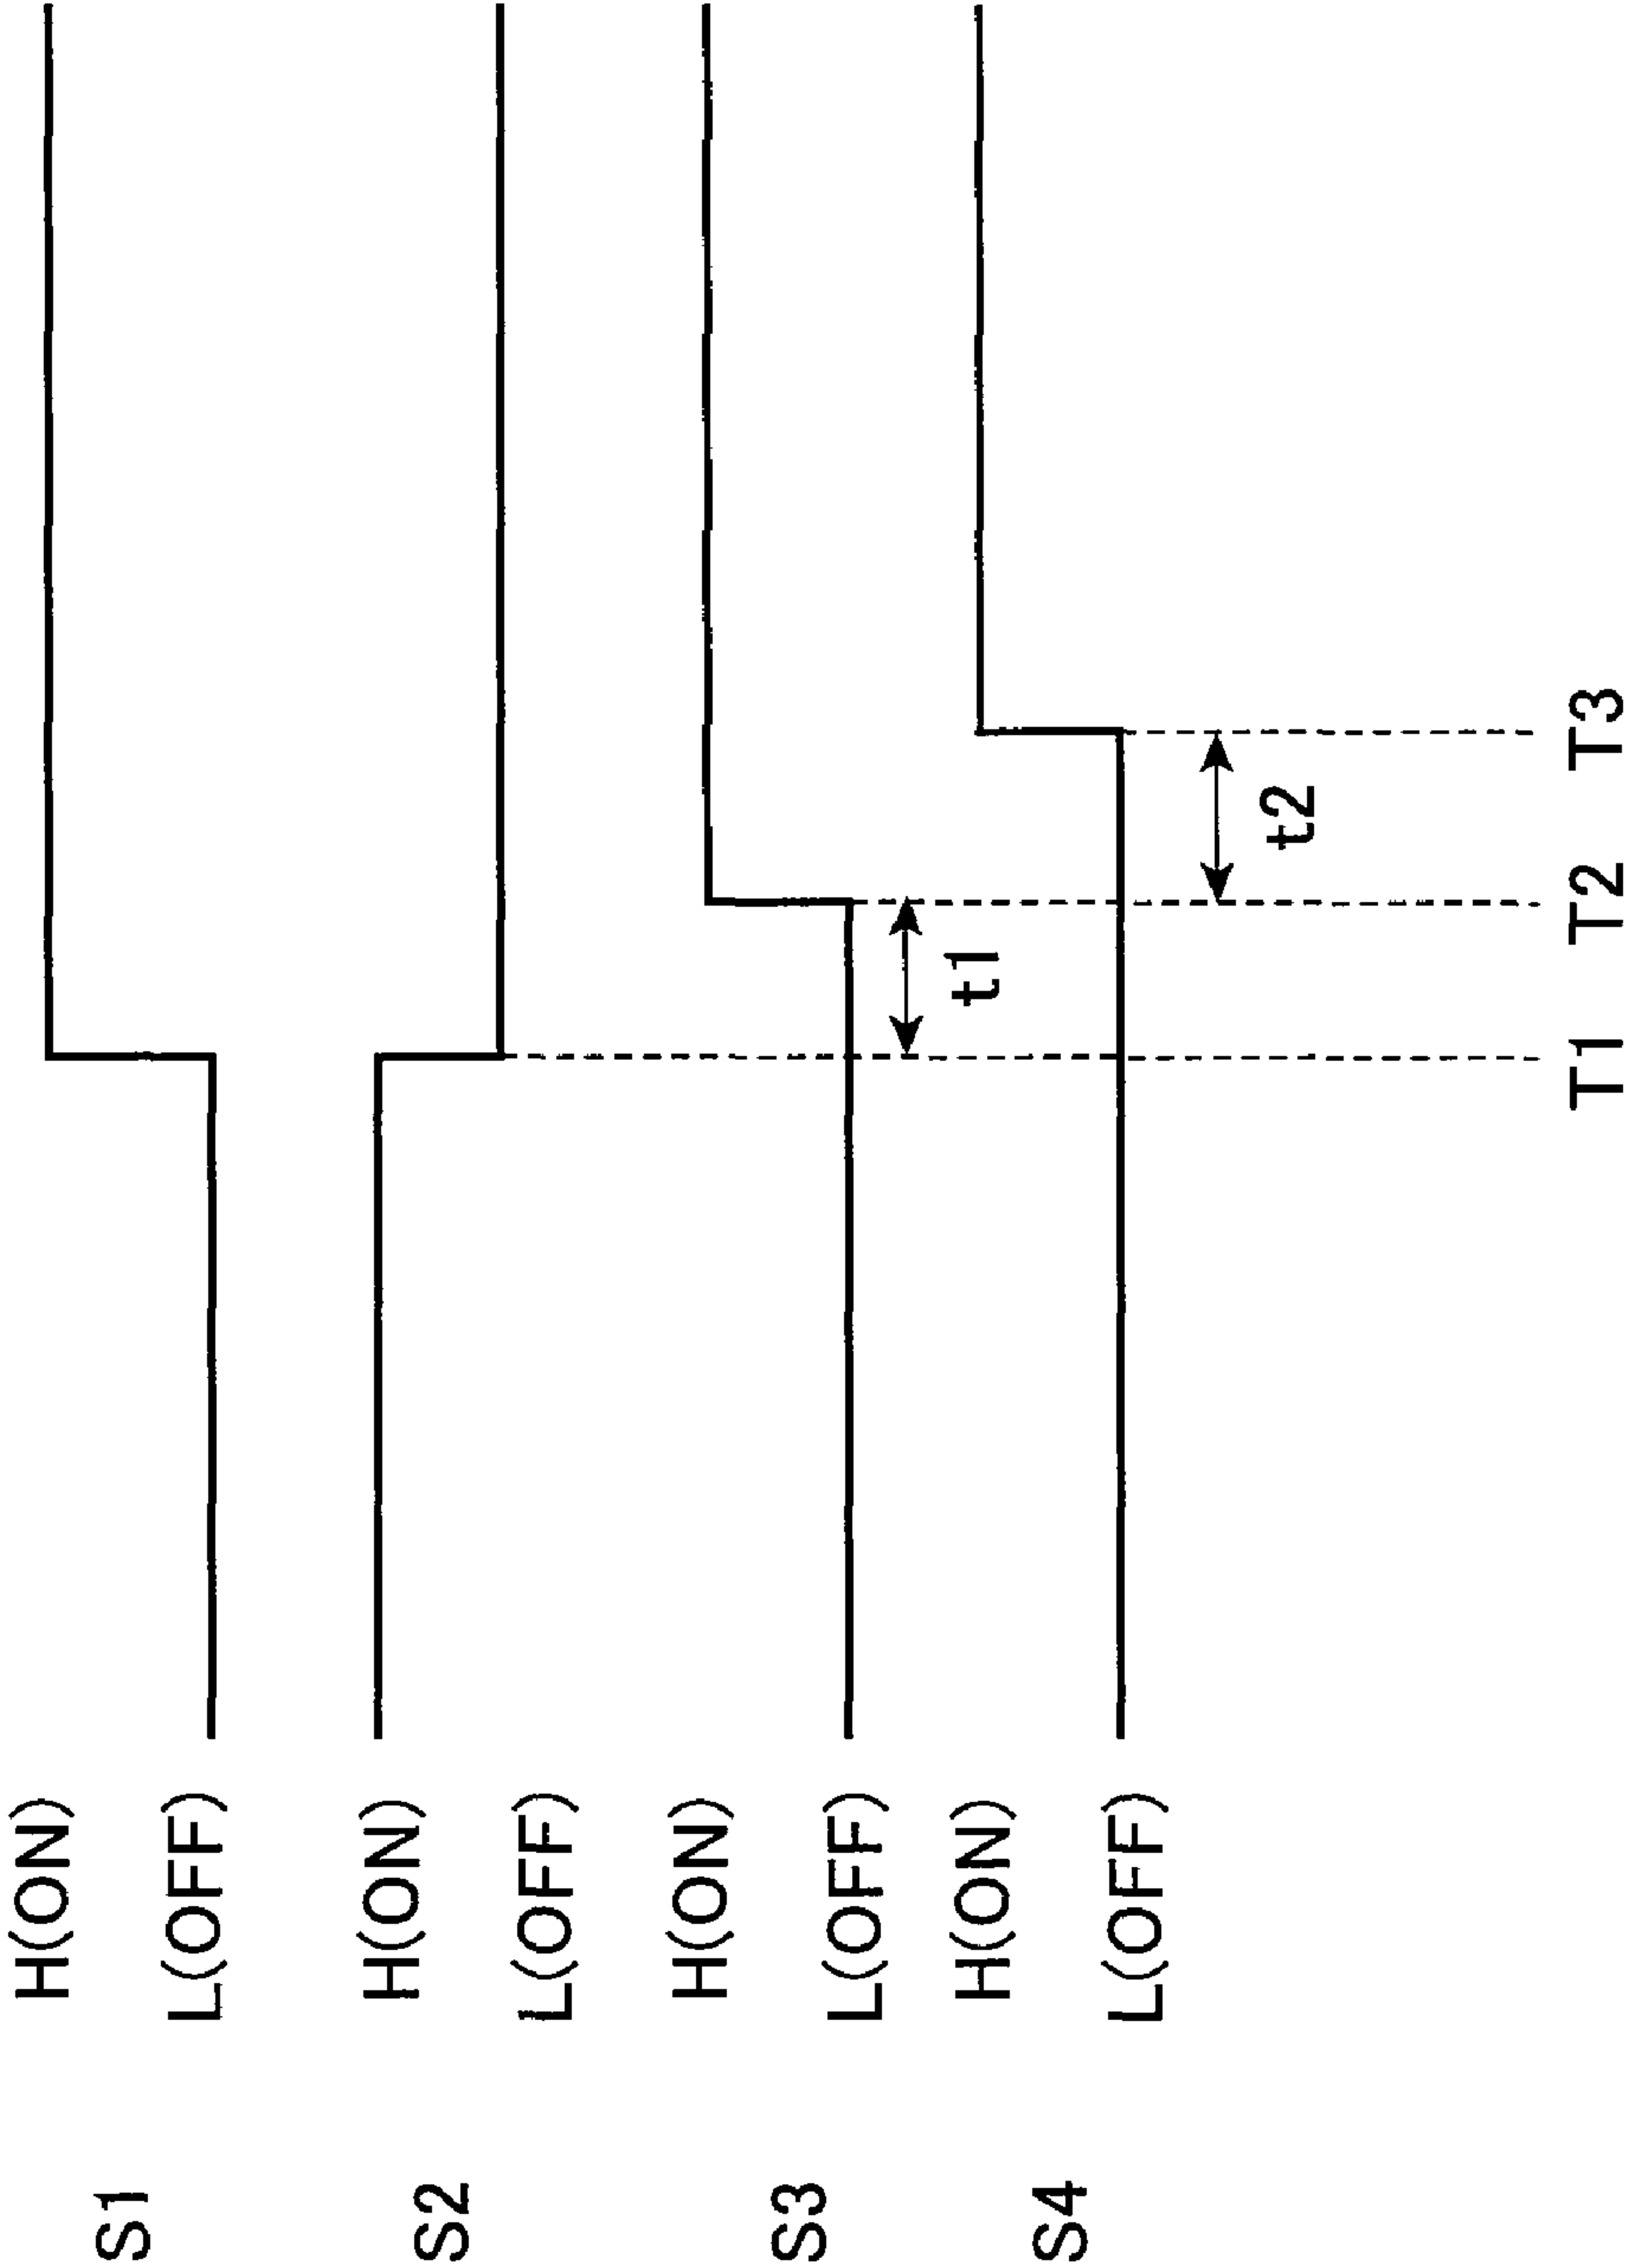 H(ON)
S1
L(OFF)
H(ON)
S2
L(OFF)
H(ON)
S3
L(OFF)
t1
H(ON)
S4
L(OFF)
t2
T1 T2 T3